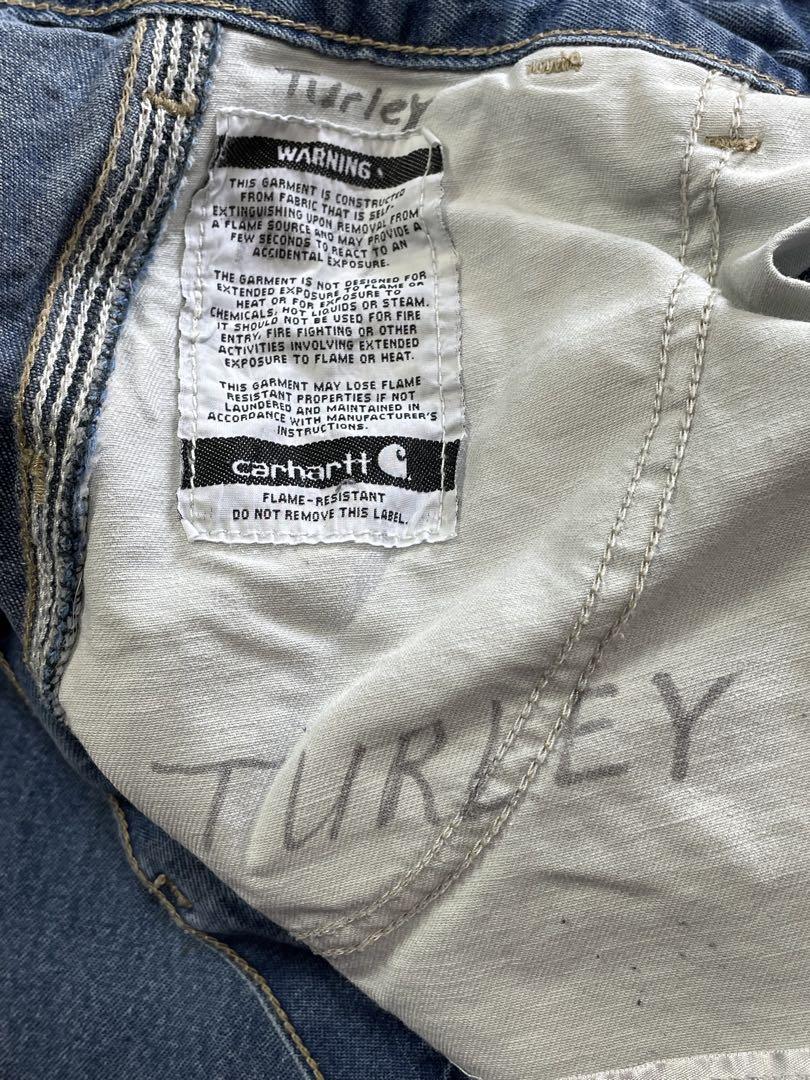 Turley
WARNING
THIS GARMENT IS CONSTRUCTED
FROM FABRIC THAT IS SELF-
EXTINGUISHING UPON REMOVAL FROM
A FLAME SOURCE AND MAY PROVIDE A
FEW SECONDS TO REACT TO AN
ACCIDENTAL EXPOSURE.
THE GARMENT IS NOT DESIGNED FOR
EXTENDED EXPOSURE TO FLAME OR
HEAT OR FOR EXPOSURE TO
CHEMICALS, HOT LIQUIDS OR STEAM.
IT SHOULD NOT BE USED FOR FIRE
ENTRY, FIRE FIGHTING OR OTHER
ACTIVITIES INVOLVING EXTENDED
EXPOSURE TO FLAME OR HEAT.
THIS GARMENT MAY LOSE FLAME
RESISTANT PROPERTIES IF NOT
LAUNDERED AND MAINTAINED IN
ACCORDANCE WITH MANUFACTURER'S
INSTRUCTIONS.
carhartt
FLAME-RESISTANT
DO NOT REMOVE THIS LABEL.
TURLEY